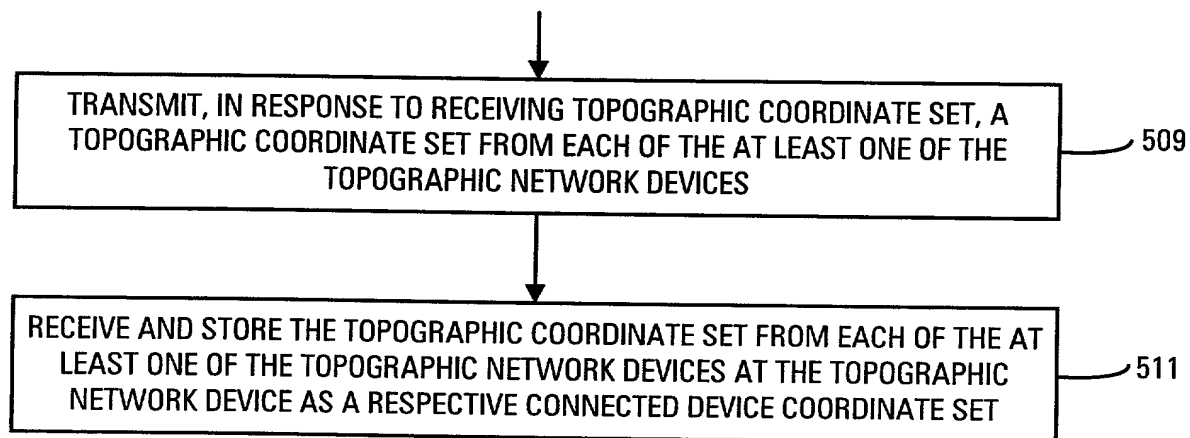 TRANSMIT, IN RESPONSE TO RECEIVING TOPOGRAPHIC COORDINATE SET, A
TOPOGRAPHIC COORDINATE SET FROM EACH OF THE AT LEAST ONE OF THE
TOPOGRAPHIC NETWORK DEVICES
509
RECEIVE AND STORE THE TOPOGRAPHIC COORDINATE SET FROM EACH OF THE AT
LEAST ONE OF THE TOPOGRAPHIC NETWORK DEVICES AT THE TOPOGRAPHIC
NETWORK DEVICE AS A RESPECTIVE CONNECTED DEVICE COORDINATE SET
511